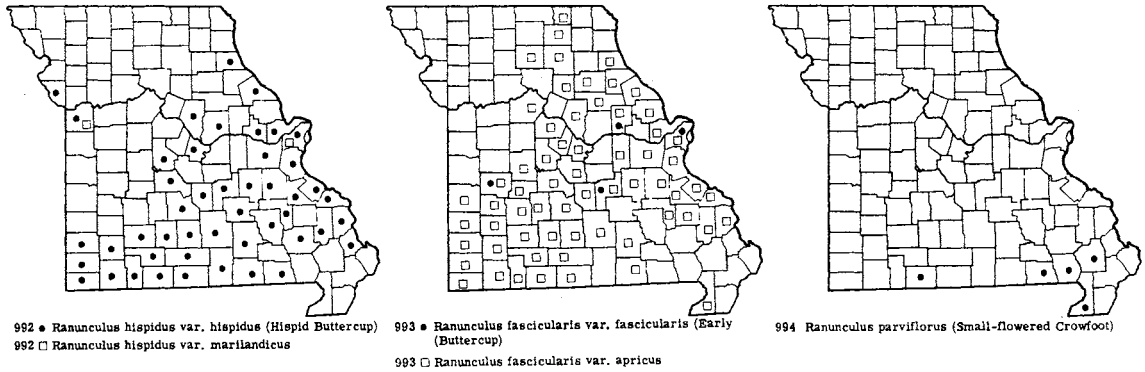 992 ● Ranunculus hispidus var. hispidus (Hispid Buttercup)
992 □ Ranunculus hispidus var. marilandicus
993 ● Ranunculus fascicularis var. fascicularis (Early
(Buttercup)
993 □ Ranunculus fascicularis var. apricus
994 Ranunculus parviflorus (Small-flowered Crowfoot)